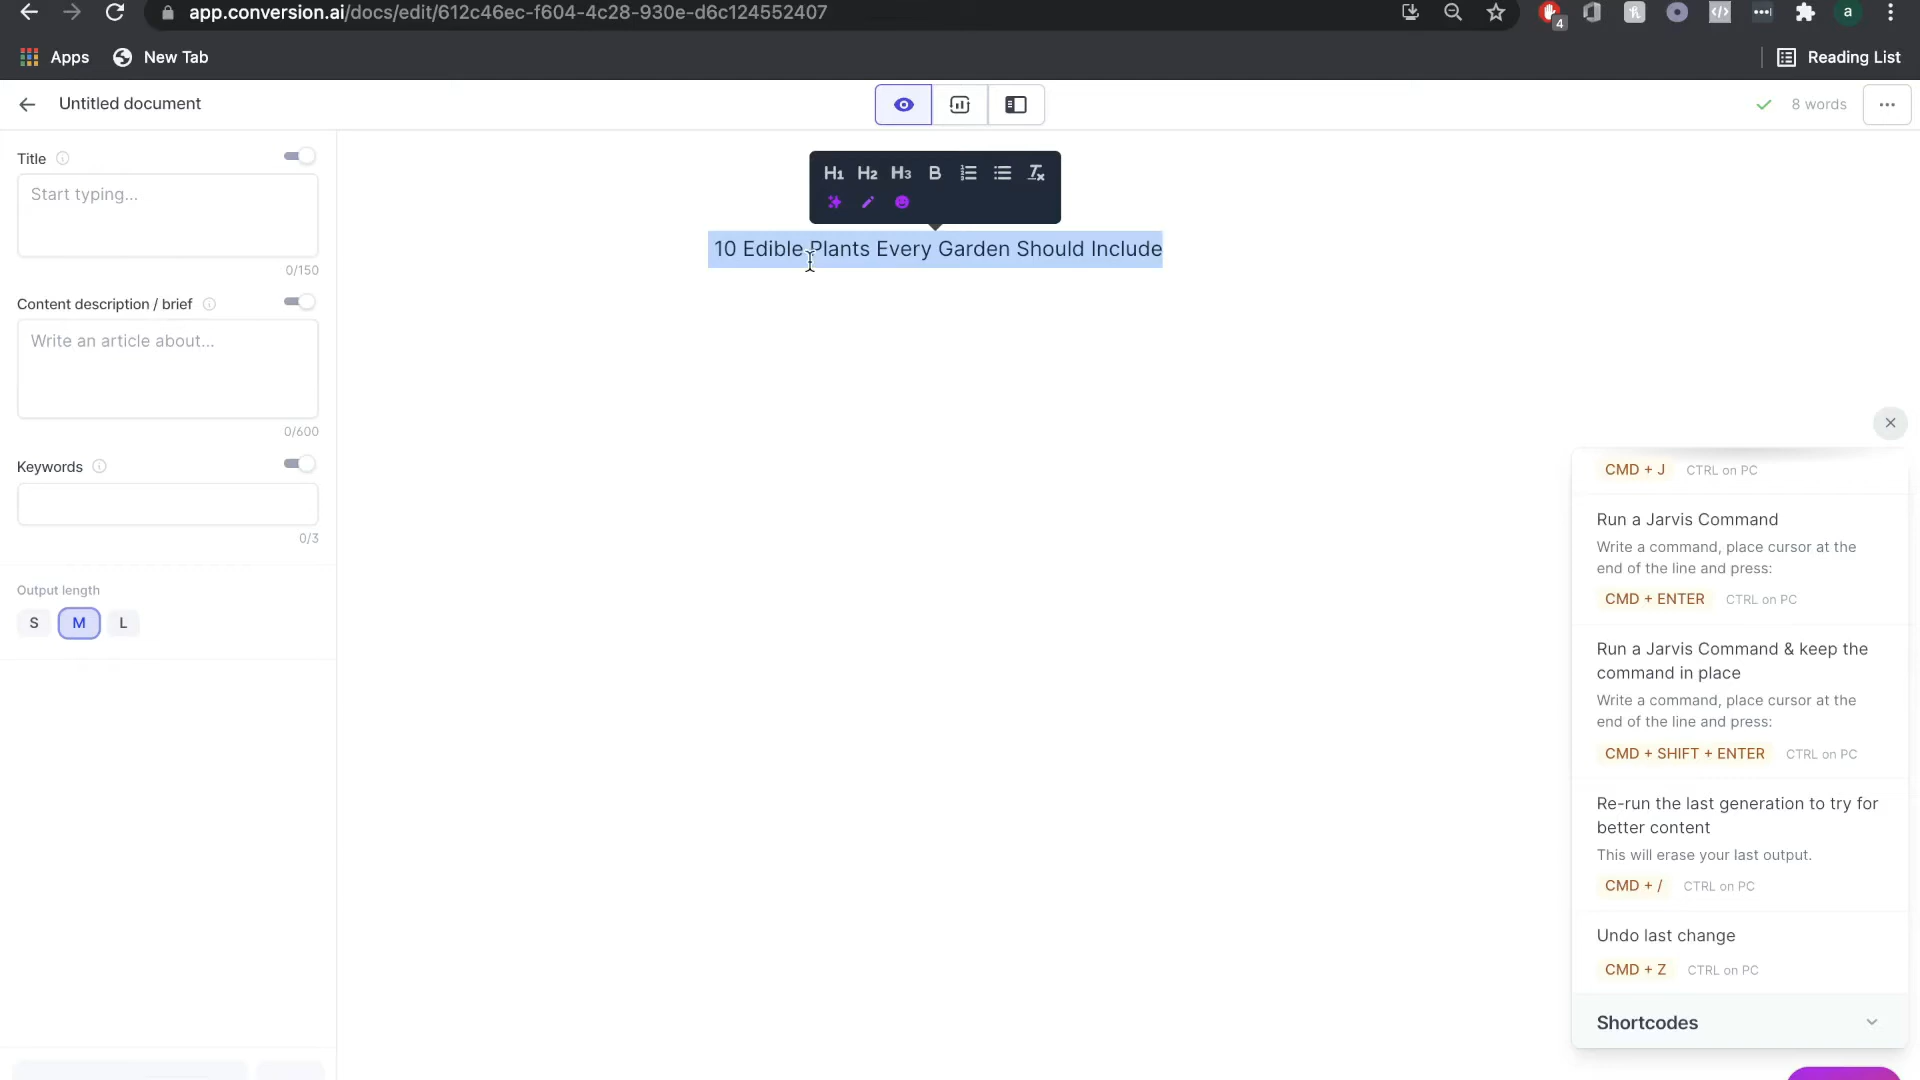 app.conversion.ai/docs/edit/612c46ec-f604-4c28-930e-d6c124552407
4
a
Apps
New Tab
Reading List
Untitled document
8 words
Title
Start typing...
0/150
Content description / brief
Write an article about...
0/600
Keywords
0/3
Output length
S M L
H1 H2 H3 B
10 Edible Plants Every Garden Should Include
CMD + J CTRL on PC
Run a Jarvis Command
Write a command, place cursor at the
end of the line and press:
CMD + ENTER CTRL on PC
Run a Jarvis Command & keep the
command in place
Write a command, place cursor at the
end of the line and press:
CMD + SHIFT + ENTER CTRL on PC
Re-run the last generation to try for
better content
This will erase your last output.
CMD + / CTRL on PC
Undo last change
CMD + Z CTRL on PC
Shortcodes